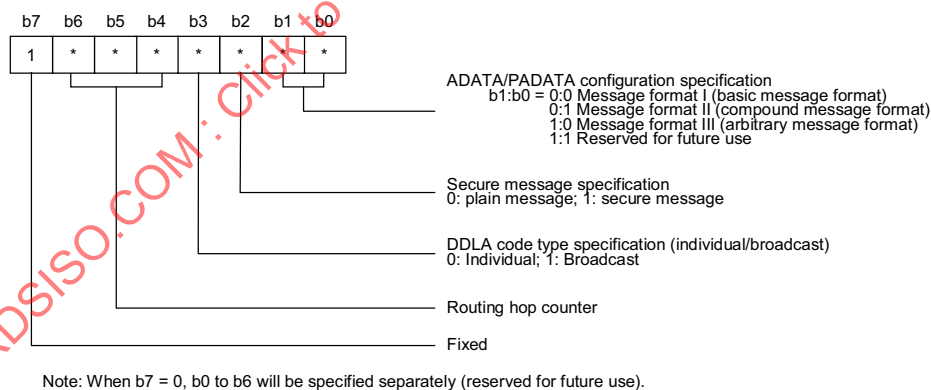 b7 b6 b5 b4 b3 b2 b1 b0
1 * * * * * * *
ADATA/PADATA configuration specification
b1:b0 = 0:0 Message format I (basic message format)
0:1 Message format II (compound message format)
1:0 Message format III (arbitrary message format)
1:1 Reserved for future use
Secure message specification
0: plain message; 1: secure message
DDLA code type specification (individual/broadcast)
0: Individual; 1: Broadcast
Routing hop counter
Fixed
Note: When b7 = 0, b0 to b6 will be specified separately (reserved for future use).
DSISO.COM : Click to